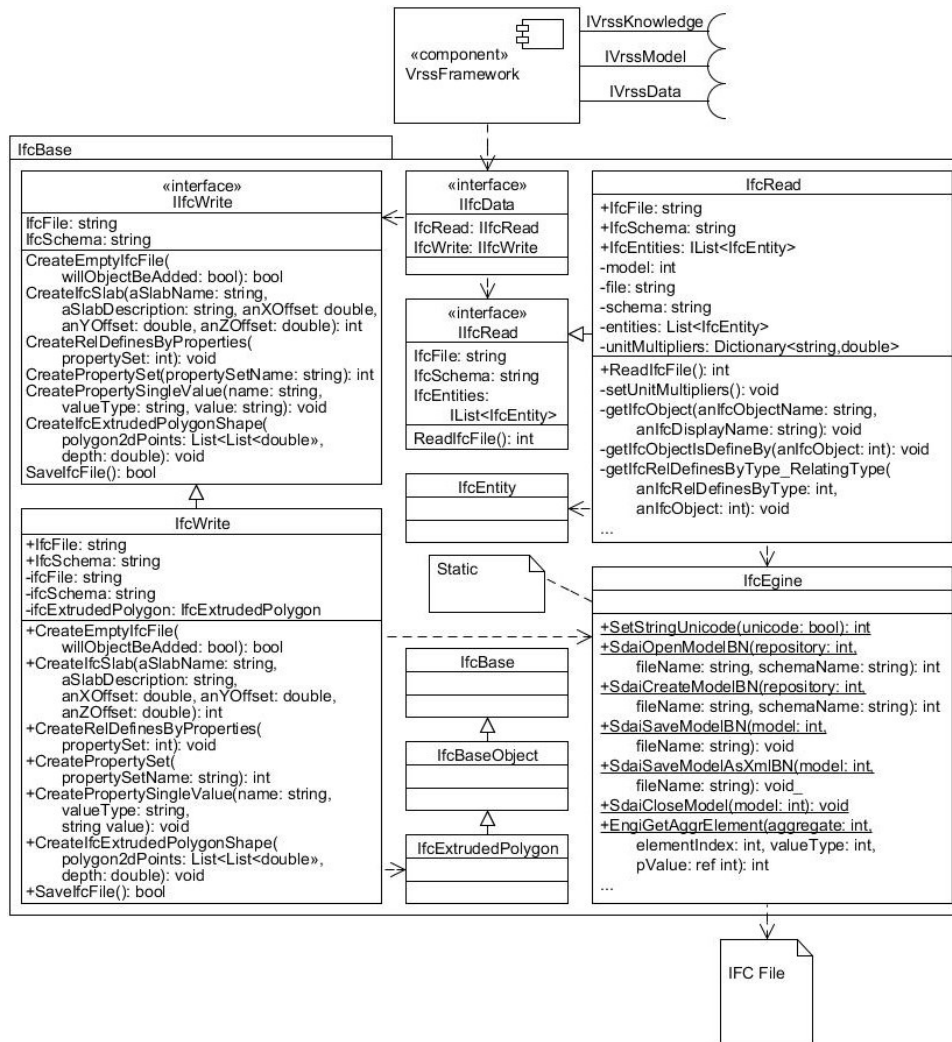 IVrssKnowledge
«component»
VrssFramework
IVrssModel
IVrssData
IfcBase
«interface»
IIfcWrite
IfcFile: string
IfcSchema: string
CreateEmptyIfcFile(
willObjectBeAdded: bool): bool
CreateIfcSlab(aSlabName: string,
aSlabDescription: string, anXOffset: double,
anYOffset: double, anZOffset: double): int
CreateRelDefinesByProperties(
propertySet: int): void
CreatePropertySet(propertySetName: string): int
CreatePropertySingleValue(name: string,
valueType: string, value: string): void
CreateIfcExtrudedPolygonShape(
polygon2dPoints: List<List<double»,
depth: double): void
SaveIfcFile(): bool
«interface»
IIfcData
IfcRead: IIfcRead
IfcWrite: IIfcWrite
«interface»
IIfcRead
IfcFile: string
IfcSchema: string
IfcEntities:
IList<IfcEntity>
ReadIfcFile(): int
IfcRead
+IfcFile: string
+IfcSchema: string
+IfcEntities: IList<IfcEntity>
-model: int
-file: string
-schema: string
-entities: List<IfcEntity>
-unitMultipliers: Dictionary<string,double>
+ReadIfcFile(): int
-setUnitMultipliers(): void
-getIfcObject(anIfcObjectName: string,
anIfcDisplayName: string): void
-getIfcObjectIsDefineBy(anIfcObject: int): void
-getIfcRelDefinesByType_RelatingType(
anIfcRelDefinesByType: int,
anIfcObject: int): void
...
IfcEntity
IfcWrite
+IfcFile: string
+IfcSchema: string
-ifcFile: string
-ifcSchema: string
-ifcExtrudedPolygon: IfcExtrudedPolygon
+CreateEmptyIfcFile(
willObjectBeAdded: bool): bool
+CreateIfcSlab(aSlabName: string,
aSlabDescription: string,
anXOffset: double, anYOffset: double,
anZOffset: double): int
+CreateRelDefinesByProperties(
propertySet: int): void
+CreatePropertySet(
propertySetName: string): int
+CreatePropertySingleValue(name: string,
valueType: string,
string value): void
+CreateIfcExtrudedPolygonShape(
polygon2dPoints: List<List<double»,
depth: double): void
+SaveIfcFile(): bool
Static
IfcBase
IfcBaseObject
IfcExtrudedPolygon
IfcEgine
+SetStringUnicode(unicode: bool): int
+SdaiOpenModelBN(repository: int,
fileName: string, schemaName: string): int
+SdaiCreateModelBN(repository: int,
fileName: string, schemaName: string): int
+SdaiSaveModelBN(model: int,
fileName: string): void
+SdaiSaveModelAsXmlBN(model: int,
fileName: string): void_
+SdaiCloseModel(model: int): void
+EngiGetAggrElement(aggregate: int,
elementIndex: int, valueType: int,
pValue: ref int): int
...
IFC File